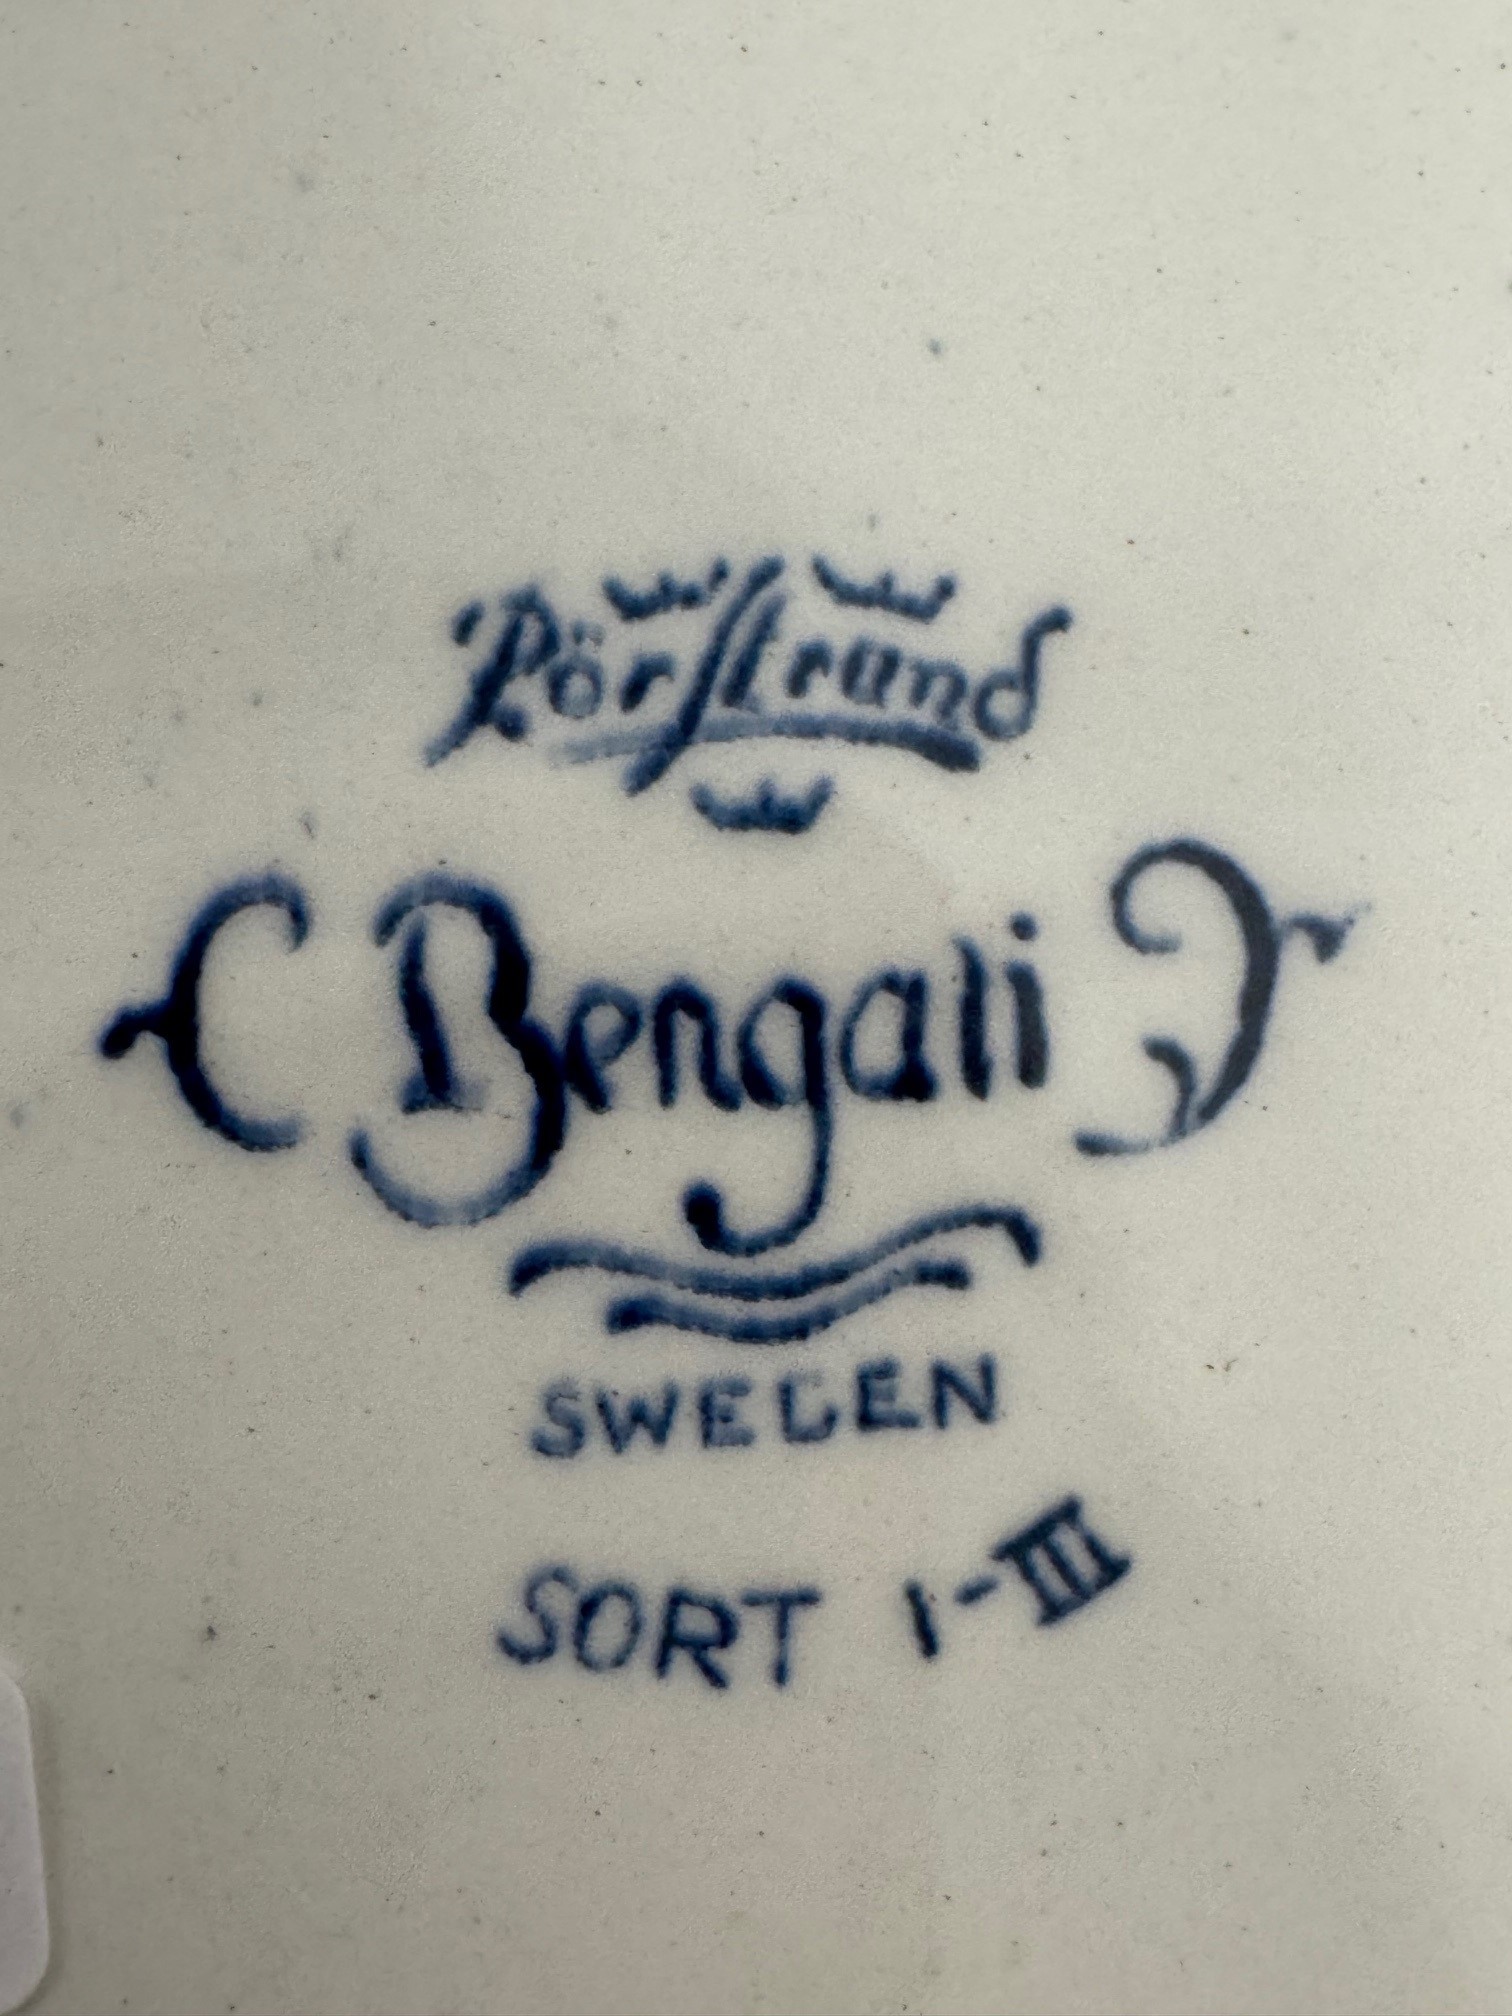 Rörstrand
Bengali
SWEDEN
SORT I-III